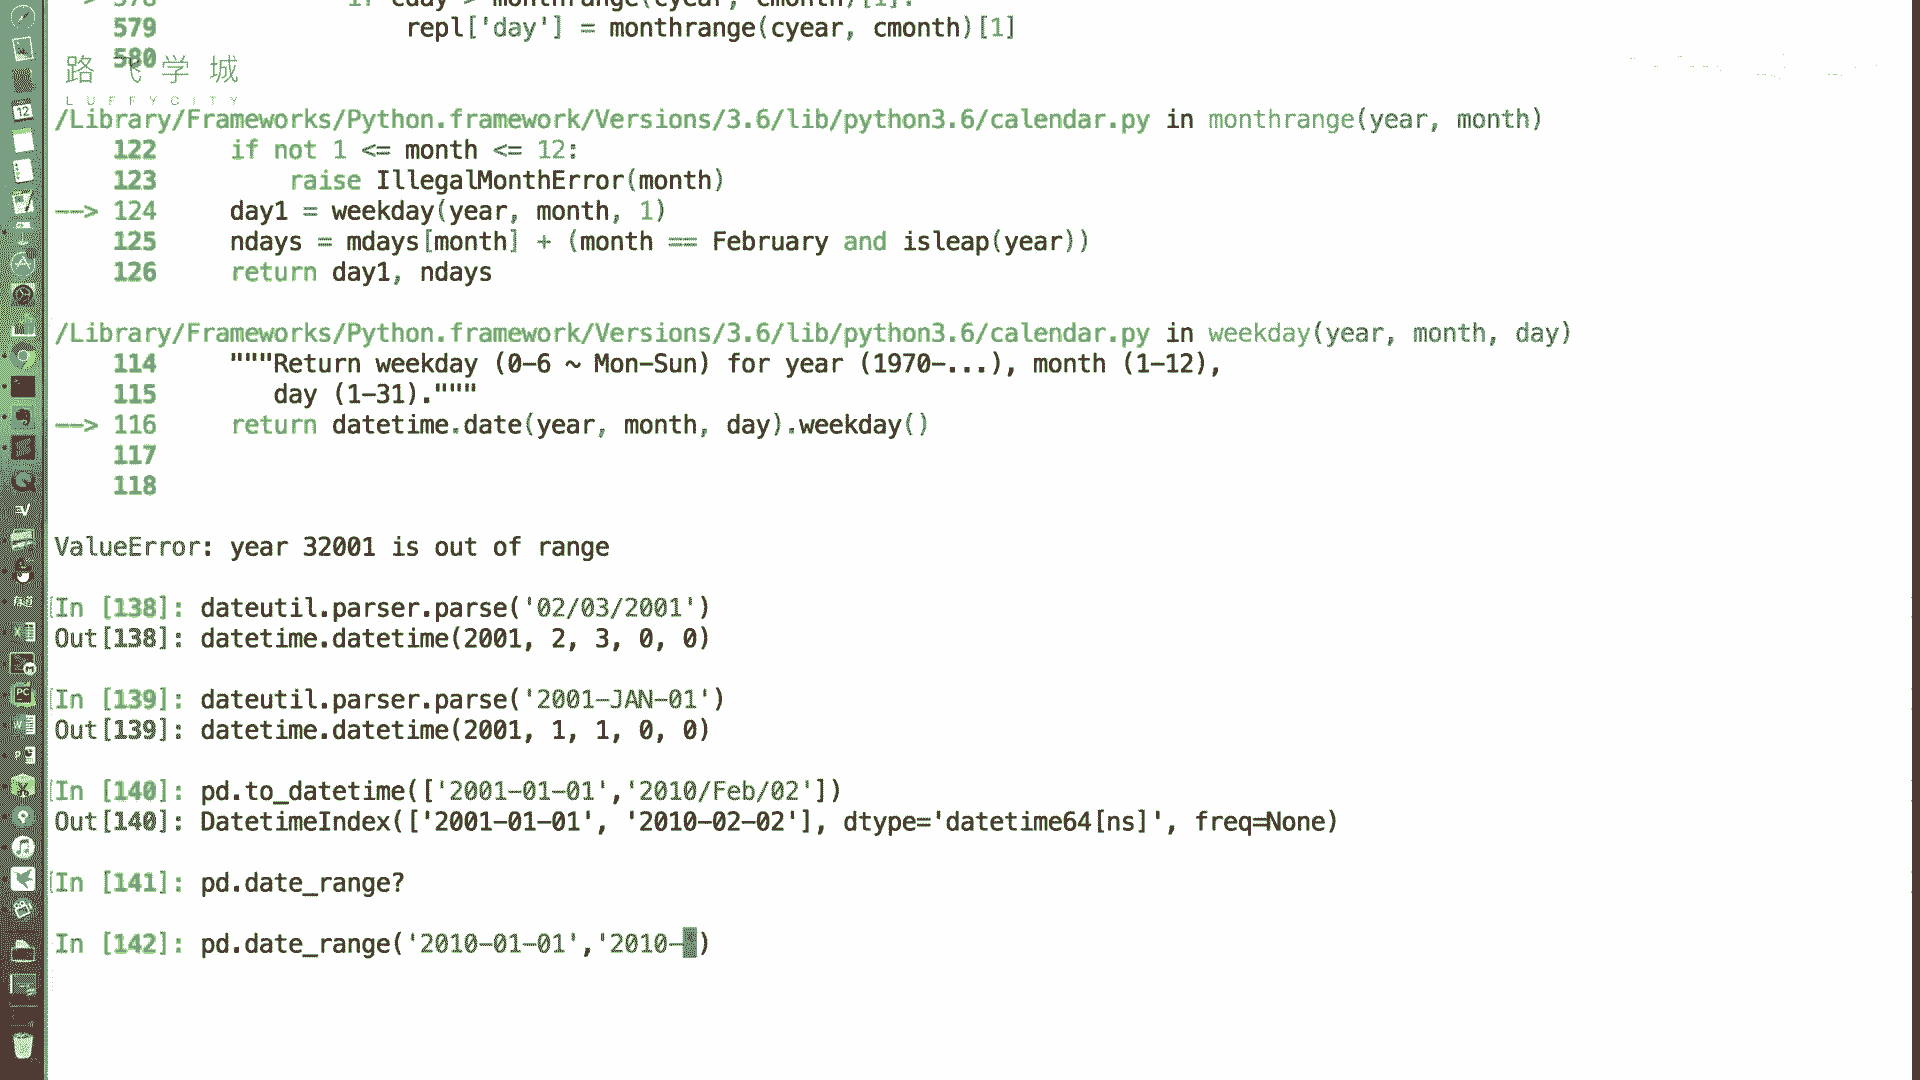 578 if cday > monthrange(cyear, cmonth)[1]:
579 repl['day'] = monthrange(cyear, cmonth)[1]
580
路飞学城
LUFFYCITY
/Library/Frameworks/Python.framework/Versions/3.6/lib/python3.6/calendar.py in monthrange(year, month)
122 if not 1 <= month <= 12:
123 raise IllegalMonthError(month)
--> 124 day1 = weekday(year, month, 1)
125 ndays = mdays[month] + (month == February and isleap(year))
126 return day1, ndays
/Library/Frameworks/Python.framework/Versions/3.6/lib/python3.6/calendar.py in weekday(year, month, day)
114 """Return weekday (0-6 ~ Mon-Sun) for year (1970-...), month (1-12),
115 day (1-31)."""
--> 116 return datetime.date(year, month, day).weekday()
117
118
ValueError: year 32001 is out of range
In [138]: dateutil.parser.parse('02/03/2001')
Out[138]: datetime.datetime(2001, 2, 3, 0, 0)
In [139]: dateutil.parser.parse('2001-JAN-01')
Out[139]: datetime.datetime(2001, 1, 1, 0, 0)
In [140]: pd.to_datetime(['2001-01-01','2010/Feb/02'])
Out[140]: DatetimeIndex(['2001-01-01', '2010-02-02'], dtype='datetime64[ns]', freq=None)
In [141]: pd.date_range?
In [142]: pd.date_range('2010-01-01','2010-')